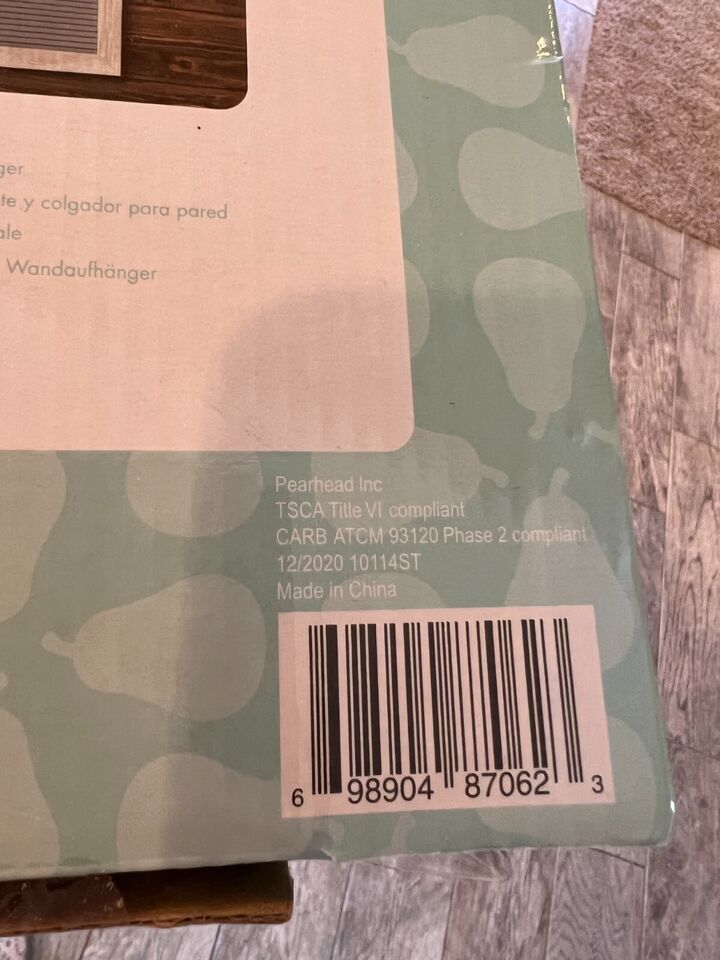 ger
te y colgador para pared
ale
Wandaufhänger
Pearhead Inc
TSCA Title VI compliant
CARB ATCM 93120 Phase 2 compliant
12/2020 10114ST
Made in China
6 98904 87062 3